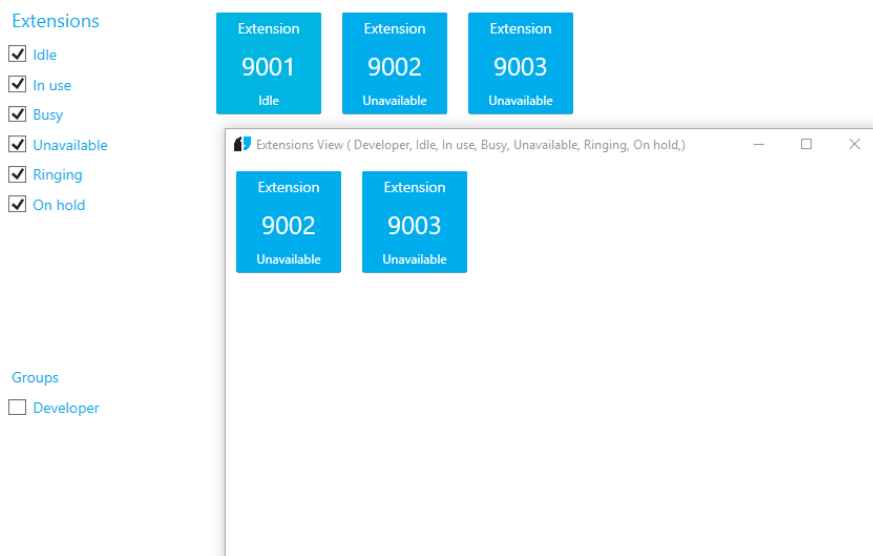 Extensions
Idle
In use
Busy
Unavailable
Ringing
On hold
Groups
Developer
Extension
9001
Idle
Extension
9002
Unavailable
Extension
9003
Unavailable
Extensions View ( Developer, Idle, In use, Busy, Unavailable, Ringing, On hold,)
Extension
9002
Unavailable
Extension
9003
Unavailable